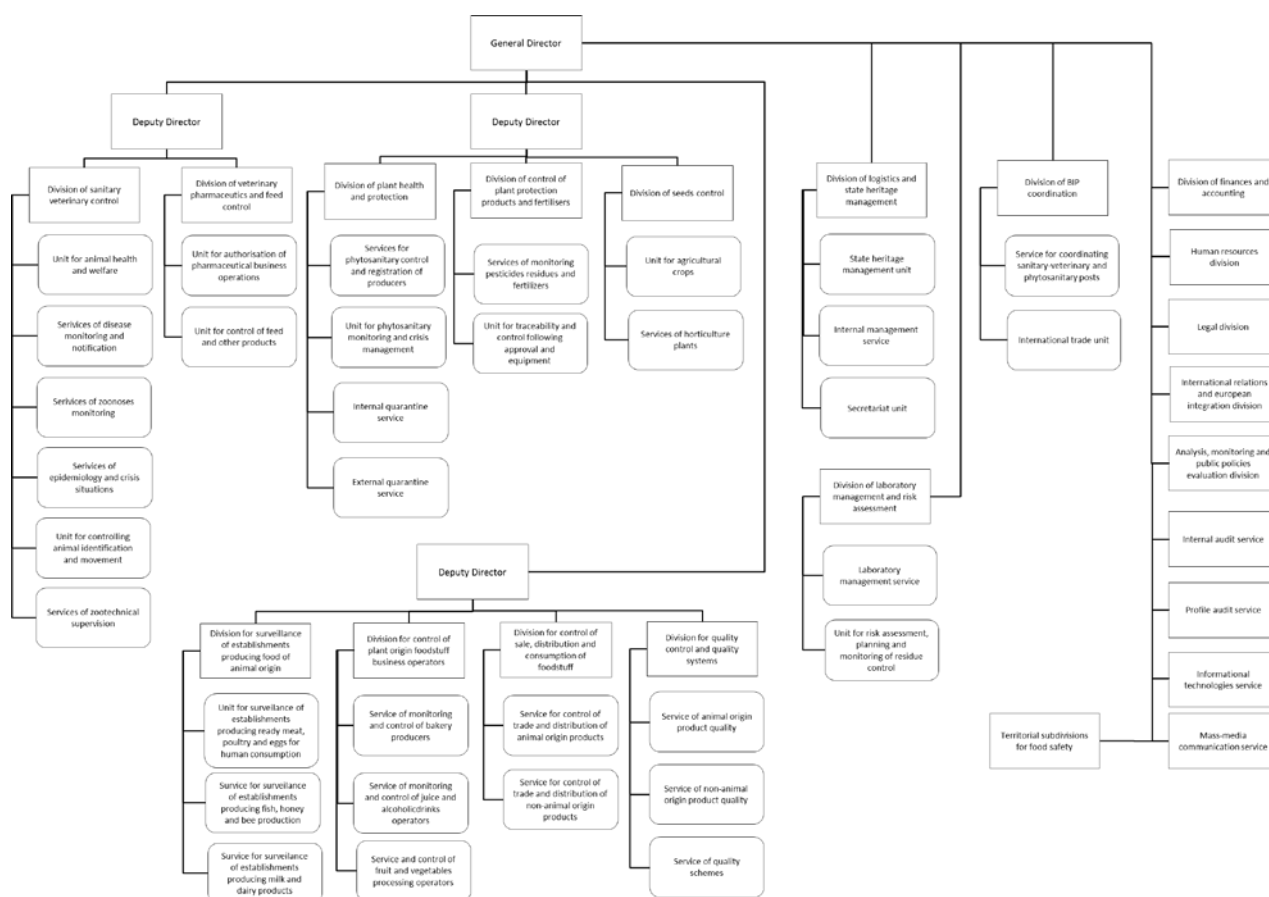 General Director
Deputy Director
Deputy Director
Division of sanitary
veterinary control
Unit for animal health
and welfare
Serivices of disease
monitoring and
notification
Serivices of zoonoses
monitoring
Serivices of
epidemiology and crisis
situations
Unit for controlling
animal identification
and movement
Services of zootechnical
supervision
Division of veterinary
pharmaceutics and feed
control
Unit for authorisation of
pharmaceutical business
operations
Unit for control of feed
and other products
Division of plant health
and protection
Services for
phytosanitary control
and registration of
producers
Unit for phytosanitary
monitoring and crisis
management
Internal quarantine
service
External quarantine
service
Division of control of
plant protection
products and fertilisers
Services of monitoring
pesticides residues and
fertilizers
Unit for traceability and
control following
approval and
equipment
Division of seeds control
Unit for agricultural
crops
Services of horticulture
plants
Deputy Director
Division for surveillance
of establishments
producing food of
animal origin
Unit for surveilance of
establishments
producing ready meat,
poultry and eggs for
human consumption
Survice for surveilance
of establishments
producing fish, honey
and bee production
Survice for surveilance
of establishments
producing milk and
dairy products
Division for control of
plant origin foodstuff
business operators
Service of monitoring
and control of bakery
producers
Service of monitoring
and control of juice and
alcoholicdrinks
operators
Service and control of
fruit and vegetables
processing operators
Division for control of
sale, distribution and
consumption of
foodstuff
Service for control of
trade and distribution of
animal origin products
Service for control of
trade and distribution of
non-animal origin
products
Division for quality
control and quality
systems
Service of animal origin
product quality
Service of non-animal
origin product quality
Service of quality
schemes
Division of logistics and
state heritage
management
State heritage
management unit
Internal management
service
Secretariat unit
Division of laboratory
management and risk
assessment
Laboratory
management service
Unit for risk assessment,
planning and
monitoring of residue
control
Division of BIP
coordination
Service for coordinating
sanitary-veterinary and
phytosanitary posts
International trade unit
Division of finances and
accounting
Human resources
division
Legal division
International relations
and european
integration division
Analysis, monitoring and
public policies
evaluation division
Internal audit service
Profile audit service
Informational
technologies service
Territorial subdivisions
for food safety
Mass-media
communication service